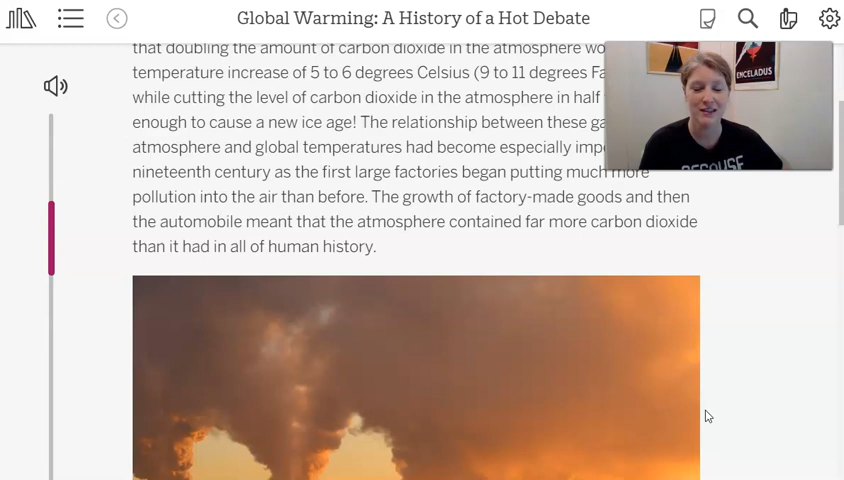 Global Warming: A History of a Hot Debate
that doubling the amount of carbon dioxide in the atmosphere wo
temperature increase of 5 to 6 degrees Celsius (9 to 11 degrees Fa
while cutting the level of carbon dioxide in the atmosphere in half
enough to cause a new ice age! The relationship between these ga
atmosphere and global temperatures had become especially impo
nineteenth century as the first large factories began putting much more
pollution into the air than before. The growth of factory-made goods and then
the automobile meant that the atmosphere contained far more carbon dioxide
than it had in all of human history.
ENCELADUS
BECAUSE